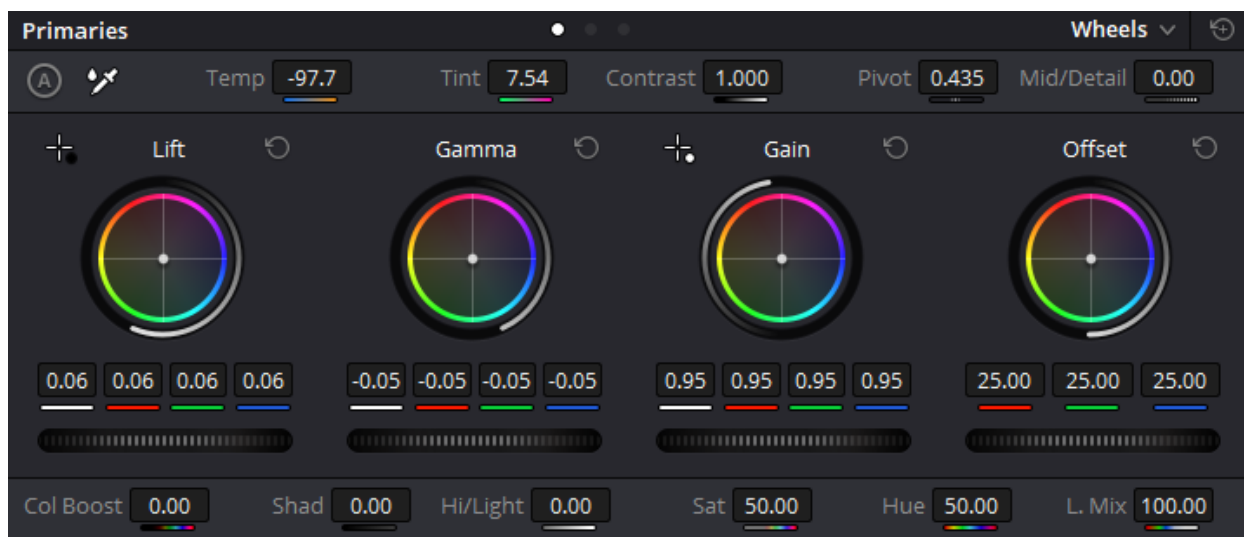 Primaries Wheels
A Temp -97.7 Tint 7.54 Contrast 1.000 Pivot 0.435 Mid/Detail 0.00
Lift Gamma Gain Offset
0.06 0.06 0.06 0.06 -0.05 -0.05 -0.05 -0.05 0.95 0.95 0.95 0.95 25.00 25.00 25.00
Col Boost 0.00 Shad 0.00 Hi/Light 0.00 Sat 50.00 Hue 50.00 L. Mix 100.00